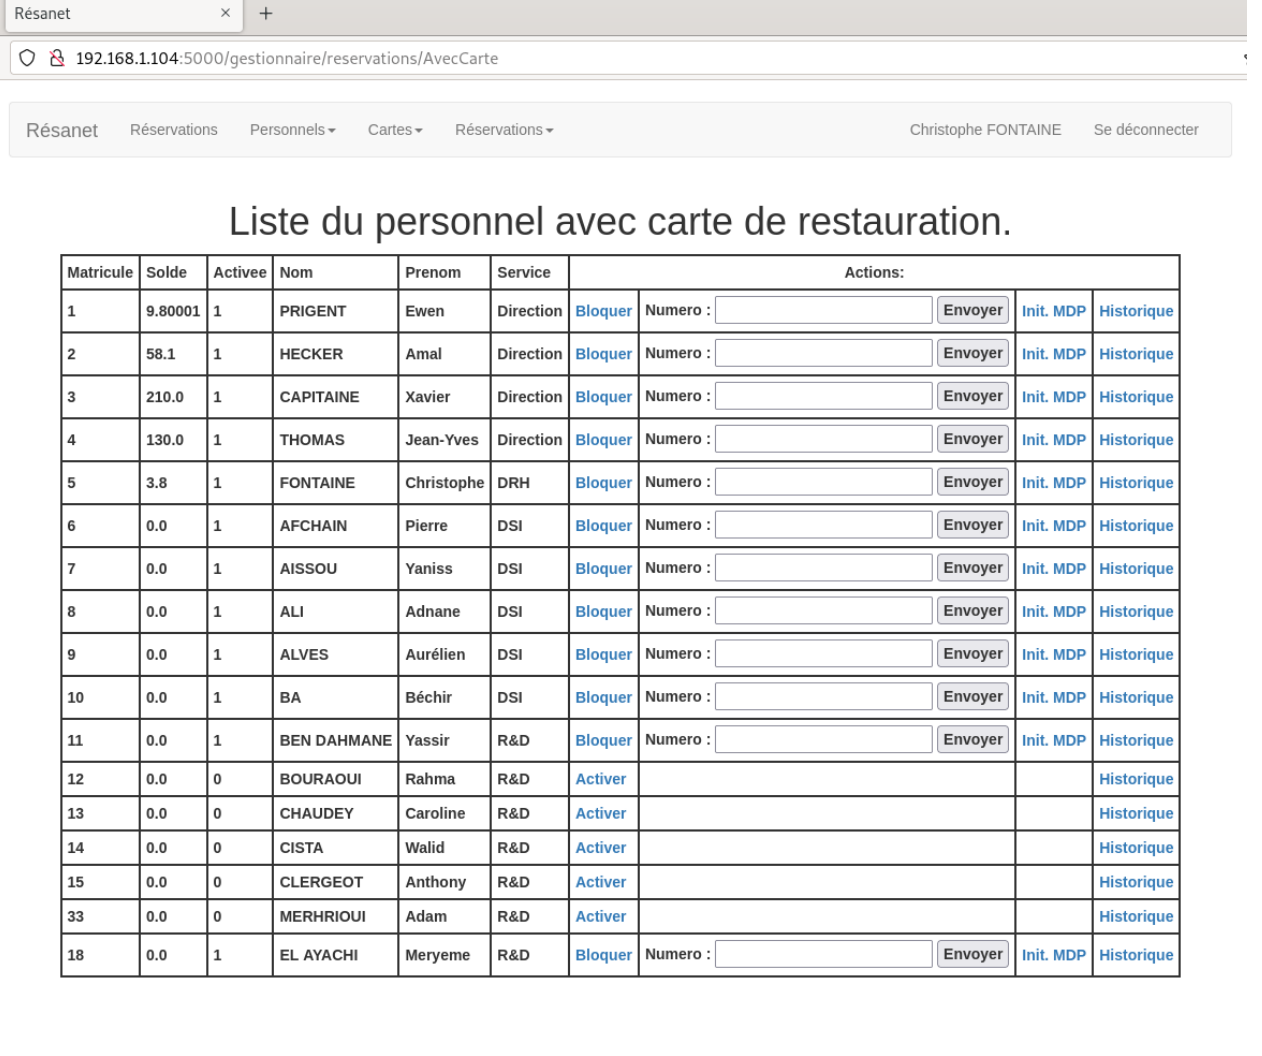 Résanet × +
192.168.1.104:5000/gestionnaire/reservations/AvecCarte
Résanet Réservations Personnels Cartes Réservations Christophe FONTAINE Se déconnecter
Liste du personnel avec carte de restauration.
Matricule Solde Activee Nom Prenom Service Actions:
1 9.80001 1 PRIGENT Ewen Direction Bloquer Numero : Envoyer Init. MDP Historique
2 58.1 1 HECKER Amal Direction Bloquer Numero : Envoyer Init. MDP Historique
3 210.0 1 CAPITAINE Xavier Direction Bloquer Numero : Envoyer Init. MDP Historique
4 130.0 1 THOMAS Jean-Yves Direction Bloquer Numero : Envoyer Init. MDP Historique
5 3.8 1 FONTAINE Christophe DRH Bloquer Numero : Envoyer Init. MDP Historique
6 0.0 1 AFCHAIN Pierre DSI Bloquer Numero : Envoyer Init. MDP Historique
7 0.0 1 AISSOU Yaniss DSI Bloquer Numero : Envoyer Init. MDP Historique
8 0.0 1 ALI Adnane DSI Bloquer Numero : Envoyer Init. MDP Historique
9 0.0 1 ALVES Aurélien DSI Bloquer Numero : Envoyer Init. MDP Historique
10 0.0 1 BA Béchir DSI Bloquer Numero : Envoyer Init. MDP Historique
11 0.0 1 BEN DAHMANE Yassir R&D Bloquer Numero : Envoyer Init. MDP Historique
12 0.0 0 BOURAOUI Rahma R&D Activer Historique
13 0.0 0 CHAUDEY Caroline R&D Activer Historique
14 0.0 0 CISTA Walid R&D Activer Historique
15 0.0 0 CLERGEOT Anthony R&D Activer Historique
33 0.0 0 MERHRIOUI Adam R&D Activer Historique
18 0.0 1 EL AYACHI Meryeme R&D Bloquer Numero : Envoyer Init. MDP Historique